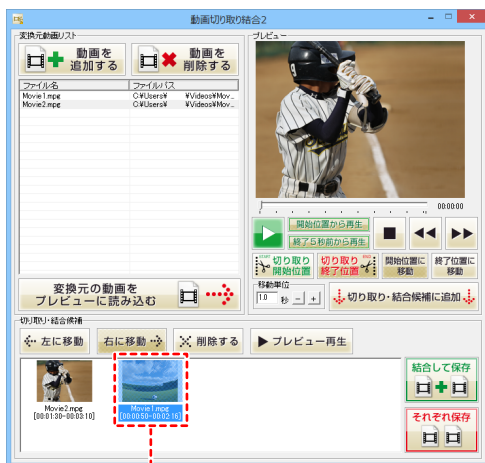 動画切り取り結合2
変換元動画リスト
動画を
追加する
動画を
削除する
ファイル名
ファイルパス
Movie1.mpg
C:¥Users¥
¥Videos¥Mov...
Movie2.mpg
C:¥Users¥
¥Videos¥Mov...
変換元の動画を
プレビューに読み込む
プレビュー
00:00:00
開始位置から再生
終了5秒前から再生
切り取り
開始位置
切り取り
終了位置
開始位置に
移動
終了位置に
移動
移動単位
1.0
秒
-
+
切り取り・結合候補に追加
切り取り・結合候補
左に移動
右に移動
削除する
プレビュー再生
Movie2.mpg
[00:01:30-00:03:10]
Movie1.mpg
[00:00:50-00:02:16]
結合して保存
それぞれ保存